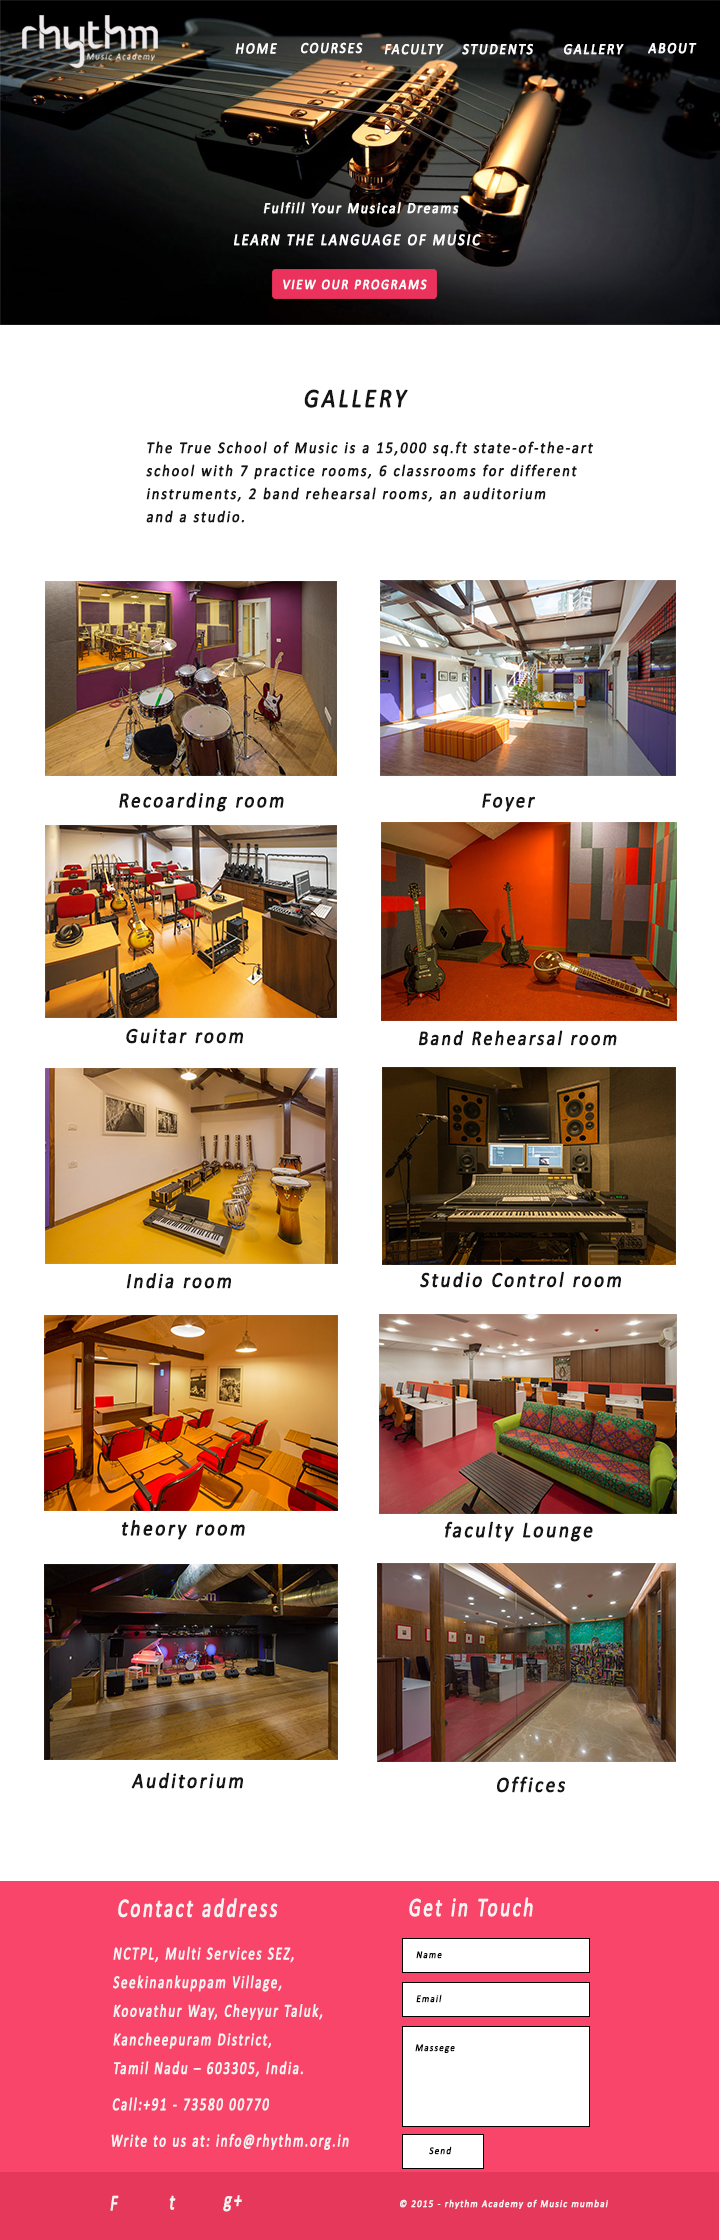 rhythm
Music Academy
HOME COURSES FACULTY STUDENTS GALLERY ABOUT
Fulfill Your Musical Dreams
LEARN THE LANGUAGE OF MUSIC
VIEW OUR PROGRAMS
GALLERY
The True School of Music is a 15,000 sq.ft state-of-the-art
school with 7 practice rooms, 6 classrooms for different
instruments, 2 band rehearsal rooms, an auditorium
and a studio.
Recoarding room
Foyer
Guitar room
Band Rehearsal room
India room
Studio Control room
theory room
faculty Lounge
Auditorium
Offices
Contact address
NCTPL, Multi Services SEZ,
Seekinankuppam Village,
Koovathur Way, Cheyyur Taluk,
Kancheepuram District,
Tamil Nadu – 603305, India.
Call:+91 - 73580 00770
Write to us at: info@rhythm.org.in
Get in Touch
Name
Email
Massege
Send
F t g+
© 2015 - rhythm Academy of Music mumbai